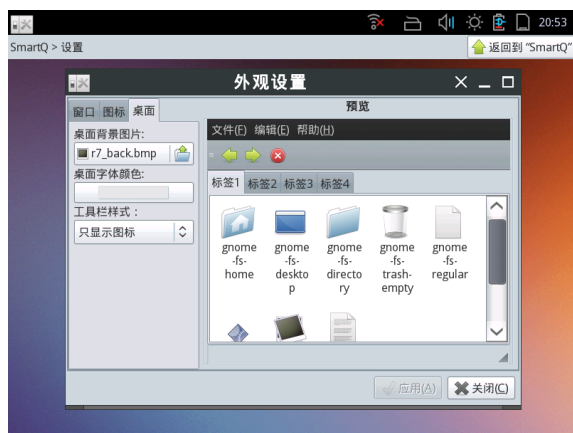 20:53
SmartQ > 设置
返回到 “SmartQ”
外观设置
窗口 图标 桌面
预览
桌面背景图片:
r7_back.bmp
桌面字体颜色:
工具栏样式：
只显示图标
文件(F) 编辑(E) 帮助(H)
标签1 标签2 标签3 标签4
gnome
-fs-
home
gnome
-fs-
deskto
p
gnome
-fs-
directo
ry
gnome
-fs-
trash-
empty
gnome
-fs-
regular
应用(A)
关闭(C)